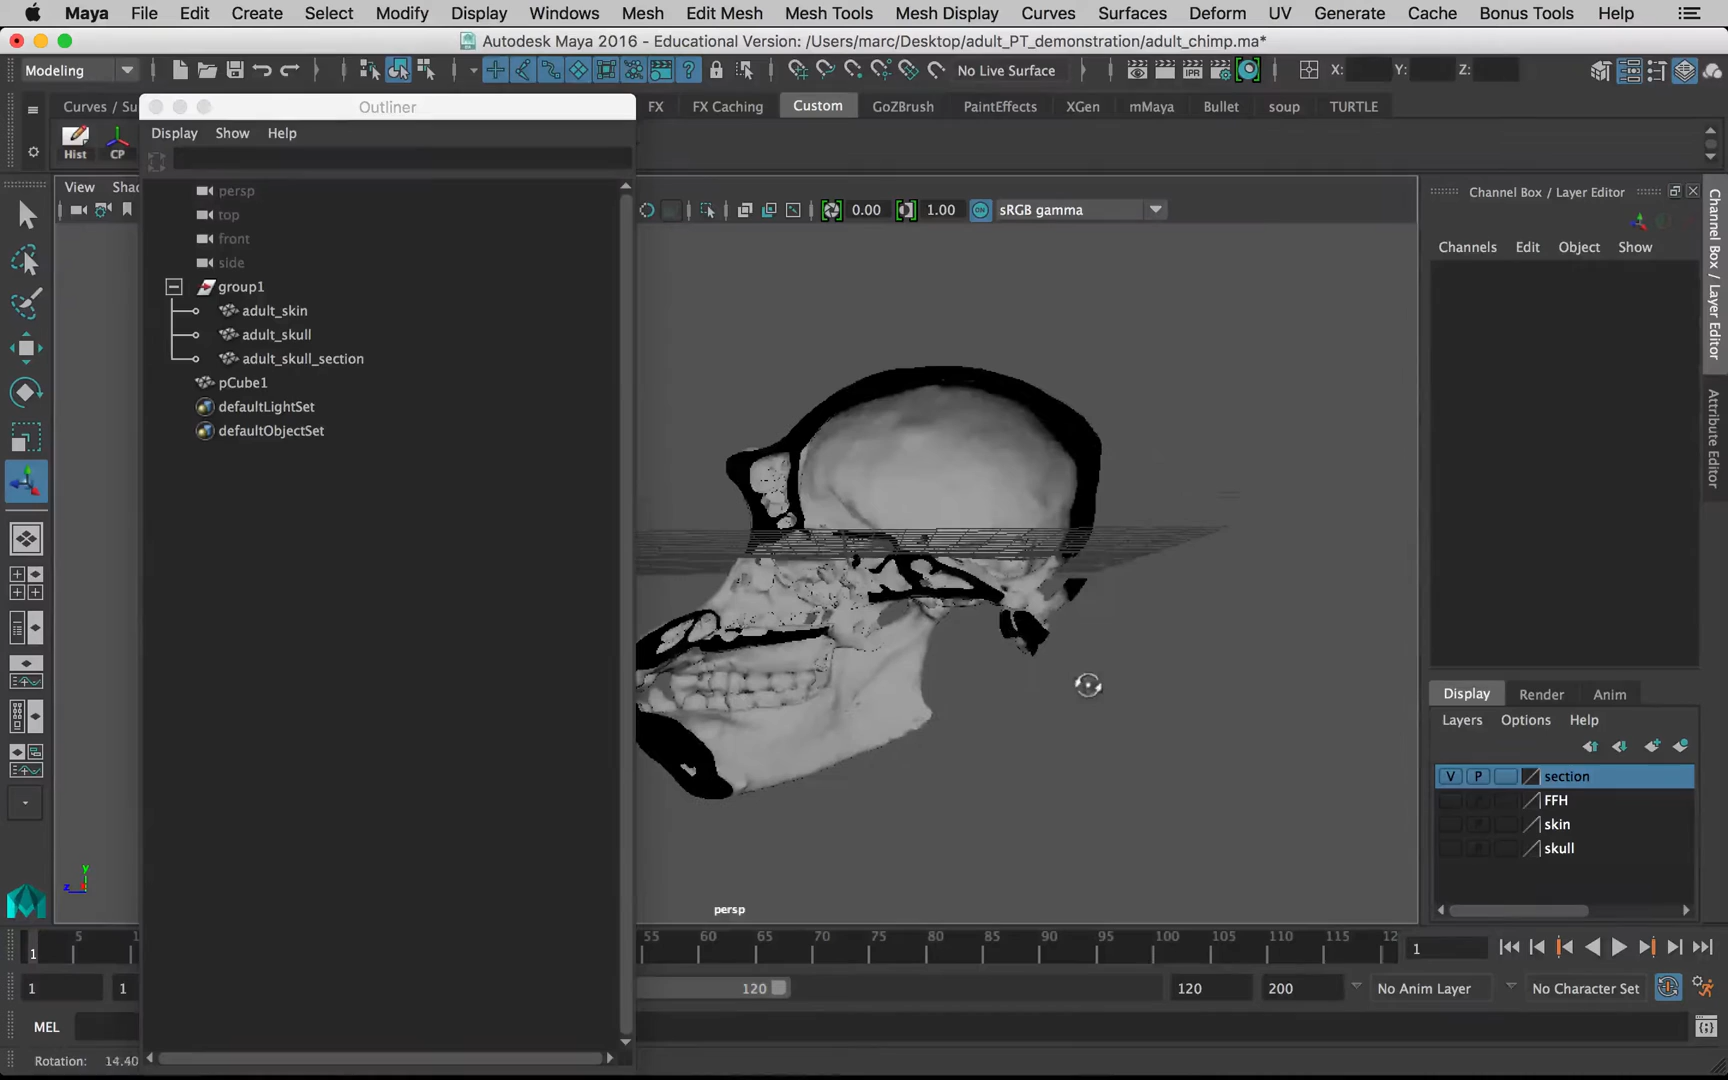 Maya File Edit Create Select Modify Display Windows Mesh Edit Mesh Mesh Tools Mesh Display Curves Surfaces Deform UV Generate Cache Bonus Tools Help
Autodesk Maya 2016 - Educational Version: /Users/marc/Desktop/adult_PT_demonstration/adult_chimp.ma*
Modeling No Live Surface X: Y: Z:
Curves / Su Outliner FX FX Caching Custom GoZBrush PaintEffects XGen mMaya Bullet soup TURTLE
Display Show Help
Hist CP
View Sha
persp
top
front
side
group1
adult_skin
adult_skull
adult_skull_section
pCube1
defaultLightSet
defaultObjectSet
0.00 1.00 ON sRGB gamma
persp
Channel Box / Layer Editor
Channels Edit Object Show
Channel Box / Layer Editor
Attribute Editor
Display Render Anim
Layers Options Help
V P section
FFH
skin
skull
y
z
1 5 1 55 60 65 70 75 80 85 90 95 100 105 110 115 12 1
1 1 120 120 200 No Anim Layer No Character Set
MEL
Rotation: 14.40